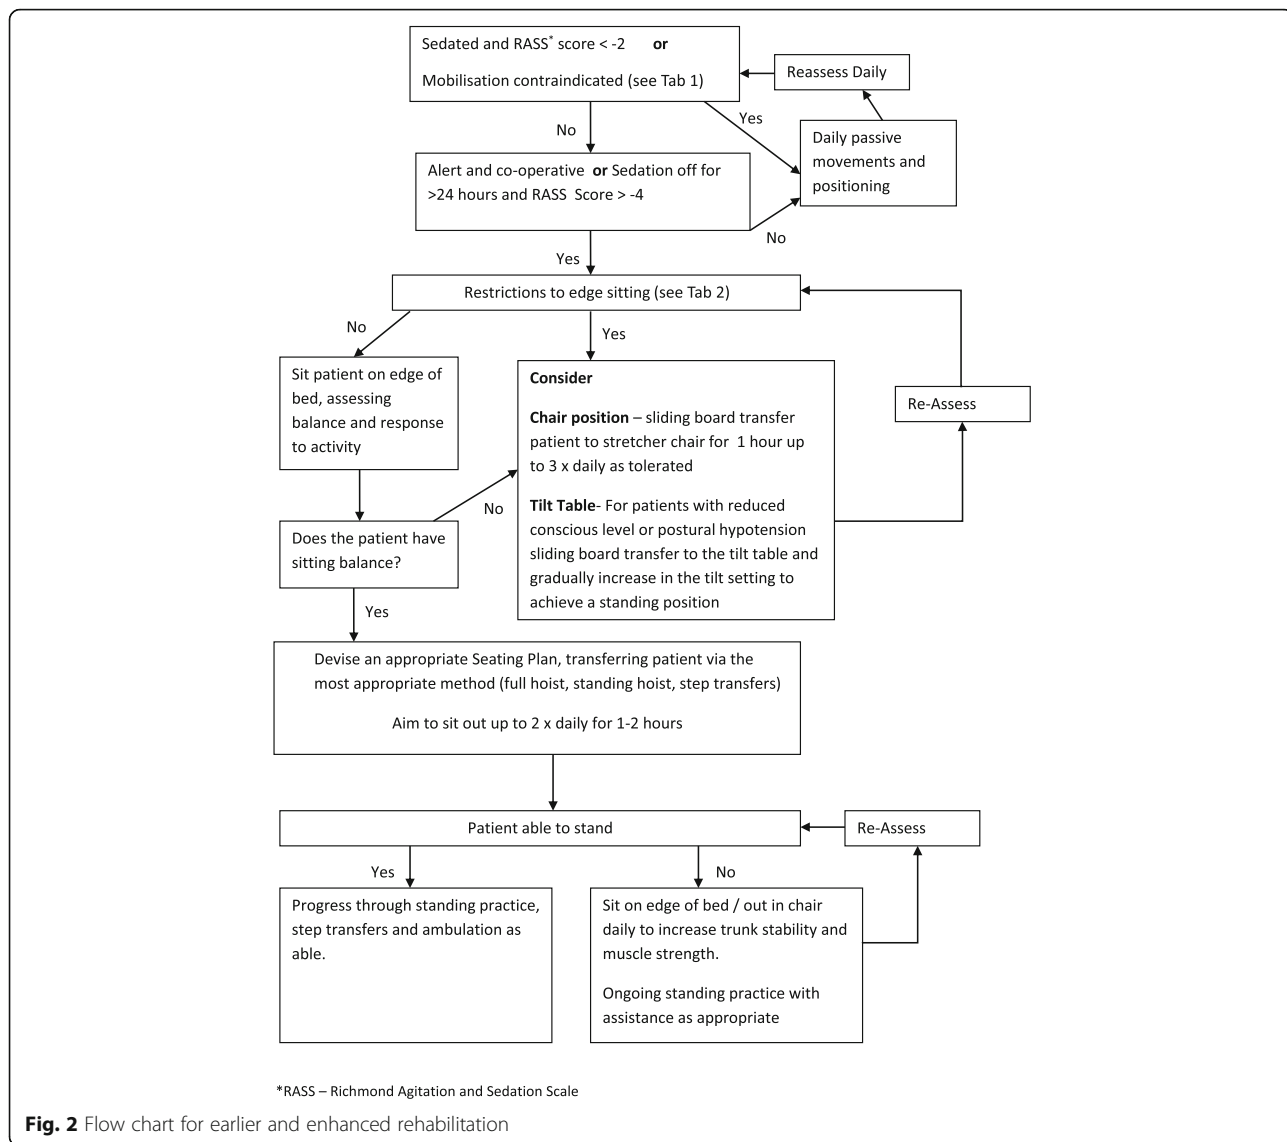 Sedated and RASS* score < -2 or
Mobilisation contraindicated (see Tab 1)
Reassess Daily
Yes
No
Daily passive
movements and
positioning
Alert and co-operative or Sedation off for
>24 hours and RASS Score > -4
No
Yes
Restrictions to edge sitting (see Tab 2)
No
Yes
Sit patient on edge of
bed, assessing
balance and response
to activity
Consider
Chair position – sliding board transfer
patient to stretcher chair for 1 hour up
to 3 x daily as tolerated
Tilt Table- For patients with reduced
conscious level or postural hypotension
sliding board transfer to the tilt table and
gradually increase in the tilt setting to
achieve a standing position
Re-Assess
No
Does the patient have
sitting balance?
Yes
Devise an appropriate Seating Plan, transferring patient via the
most appropriate method (full hoist, standing hoist, step transfers)
Aim to sit out up to 2 x daily for 1-2 hours
Patient able to stand
Re-Assess
Yes
No
Progress through standing practice,
step transfers and ambulation as
able.
Sit on edge of bed / out in chair
daily to increase trunk stability and
muscle strength.
Ongoing standing practice with
assistance as appropriate
*RASS – Richmond Agitation and Sedation Scale
Fig. 2 Flow chart for earlier and enhanced rehabilitation